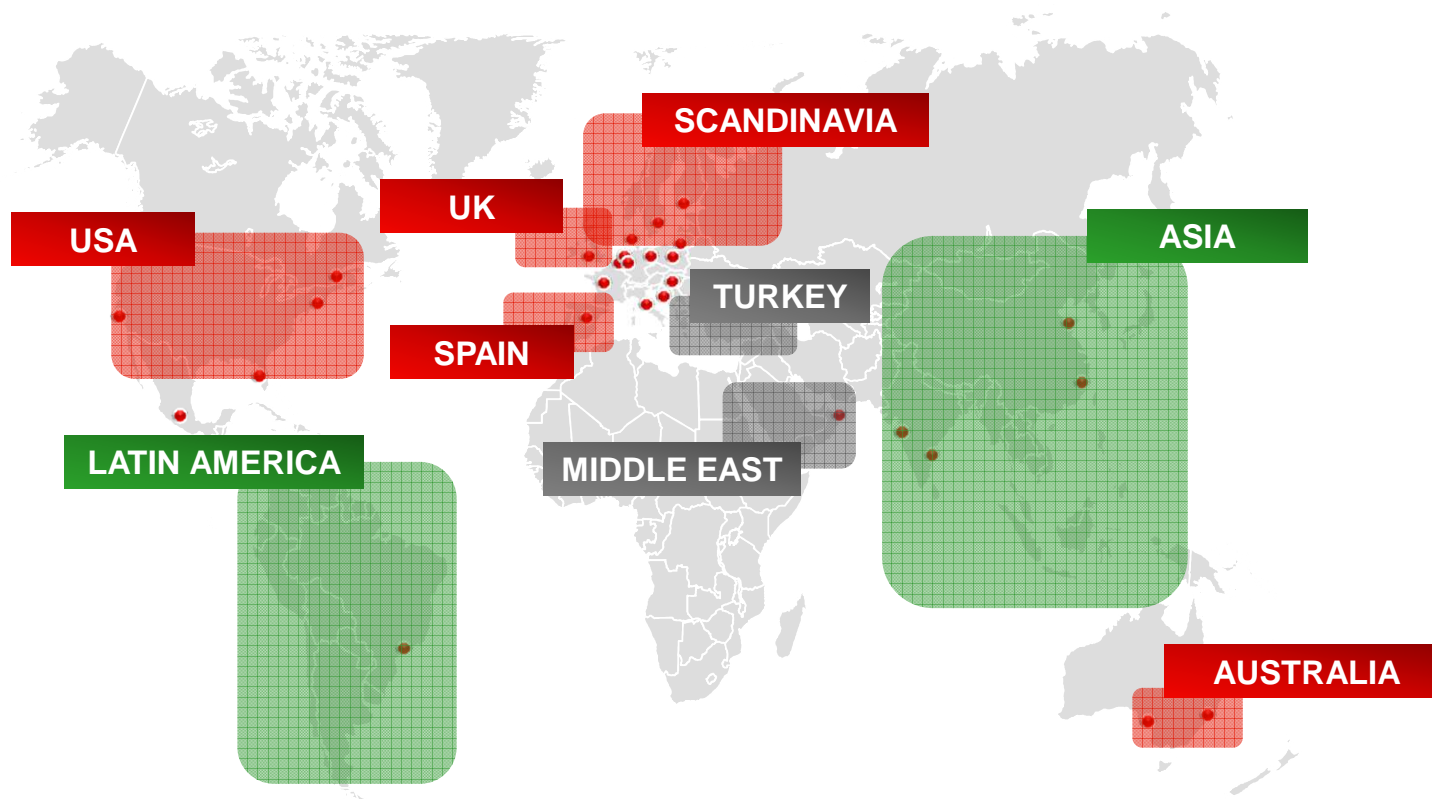 SCANDINAVIA
UK
USA
ASIA
TURKEY
SPAIN
LATIN AMERICA
MIDDLE EAST
AUSTRALIA